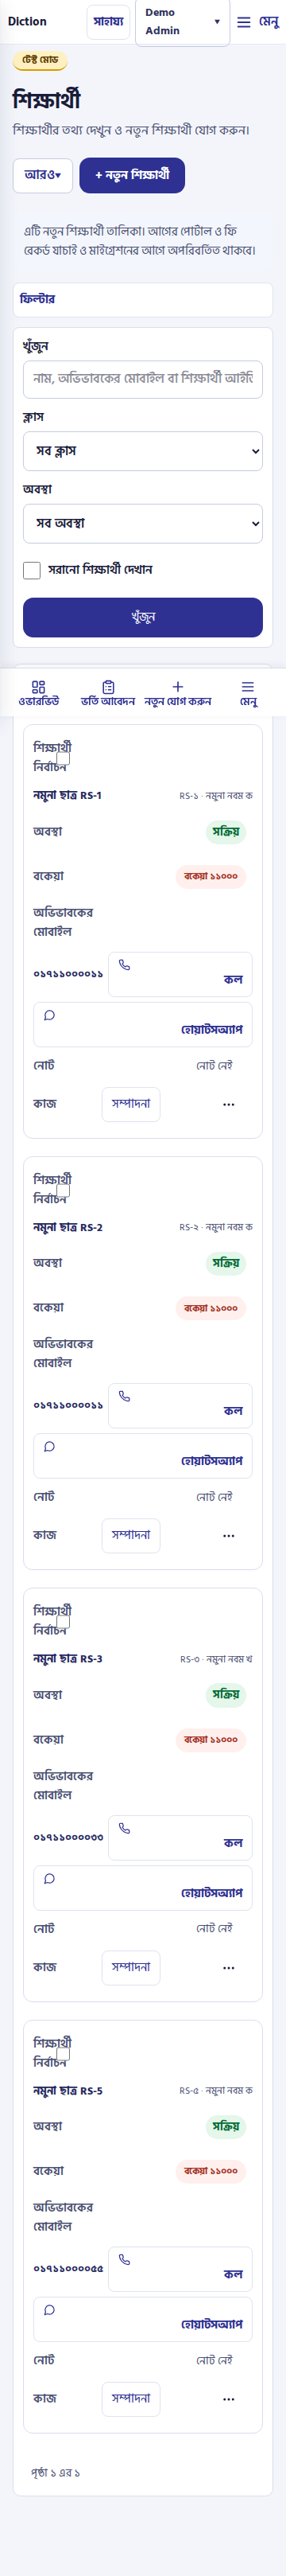 Diction
সাহায্য
Demo
Admin
▾
মেনু
টেস্ট মোড
শিক্ষার্থী
শিক্ষার্থীর তথ্য দেখুন ও নতুন শিক্ষার্থী যোগ করুন।
আরও▾
+ নতুন শিক্ষার্থী
এটি নতুন শিক্ষার্থী তালিকা। আগের পোর্টাল ও ফি
রেকর্ড যাচাই ও মাইগ্রেশনের আগে অপরিবর্তিত থাকবে।
ফিল্টার
খুঁজুন
নাম, অভিভাবকের মোবাইল বা শিক্ষার্থী আইডি
ক্লাস
সব ক্লাস
অবস্থা
সব অবস্থা
সরানো শিক্ষার্থী দেখান
খুঁজুন
ওভারভিউ
ভর্তি আবেদন
নতুন যোগ করুন
মেনু
শিক্ষার্থী
নির্বাচন
নমুনা ছাত্র RS-1
RS-১ · নমুনা নবম ক
অবস্থা
সক্রিয়
বকেয়া
বকেয়া ১১০০০
অভিভাবকের
মোবাইল
০১৭১১০০০০১১
কল
হোয়াটসঅ্যাপ
নোট
নোট নেই
কাজ
সম্পাদনা
···
শিক্ষার্থী
নির্বাচন
নমুনা ছাত্র RS-2
RS-২ · নমুনা নবম ক
অবস্থা
সক্রিয়
বকেয়া
বকেয়া ১১০০০
অভিভাবকের
মোবাইল
০১৭১১০০০০১১
কল
হোয়াটসঅ্যাপ
নোট
নোট নেই
কাজ
সম্পাদনা
···
শিক্ষার্থী
নির্বাচন
নমুনা ছাত্র RS-3
RS-৩ · নমুনা নবম খ
অবস্থা
সক্রিয়
বকেয়া
বকেয়া ১১০০০
অভিভাবকের
মোবাইল
০১৭১১০০০০৩৩
কল
হোয়াটসঅ্যাপ
নোট
নোট নেই
কাজ
সম্পাদনা
···
শিক্ষার্থী
নির্বাচন
নমুনা ছাত্র RS-5
RS-৫ · নমুনা নবম ক
অবস্থা
সক্রিয়
বকেয়া
বকেয়া ১১০০০
অভিভাবকের
মোবাইল
০১৭১১০০০০৫৫
কল
হোয়াটসঅ্যাপ
নোট
নোট নেই
কাজ
সম্পাদনা
···
পৃষ্ঠা ১ এর ১